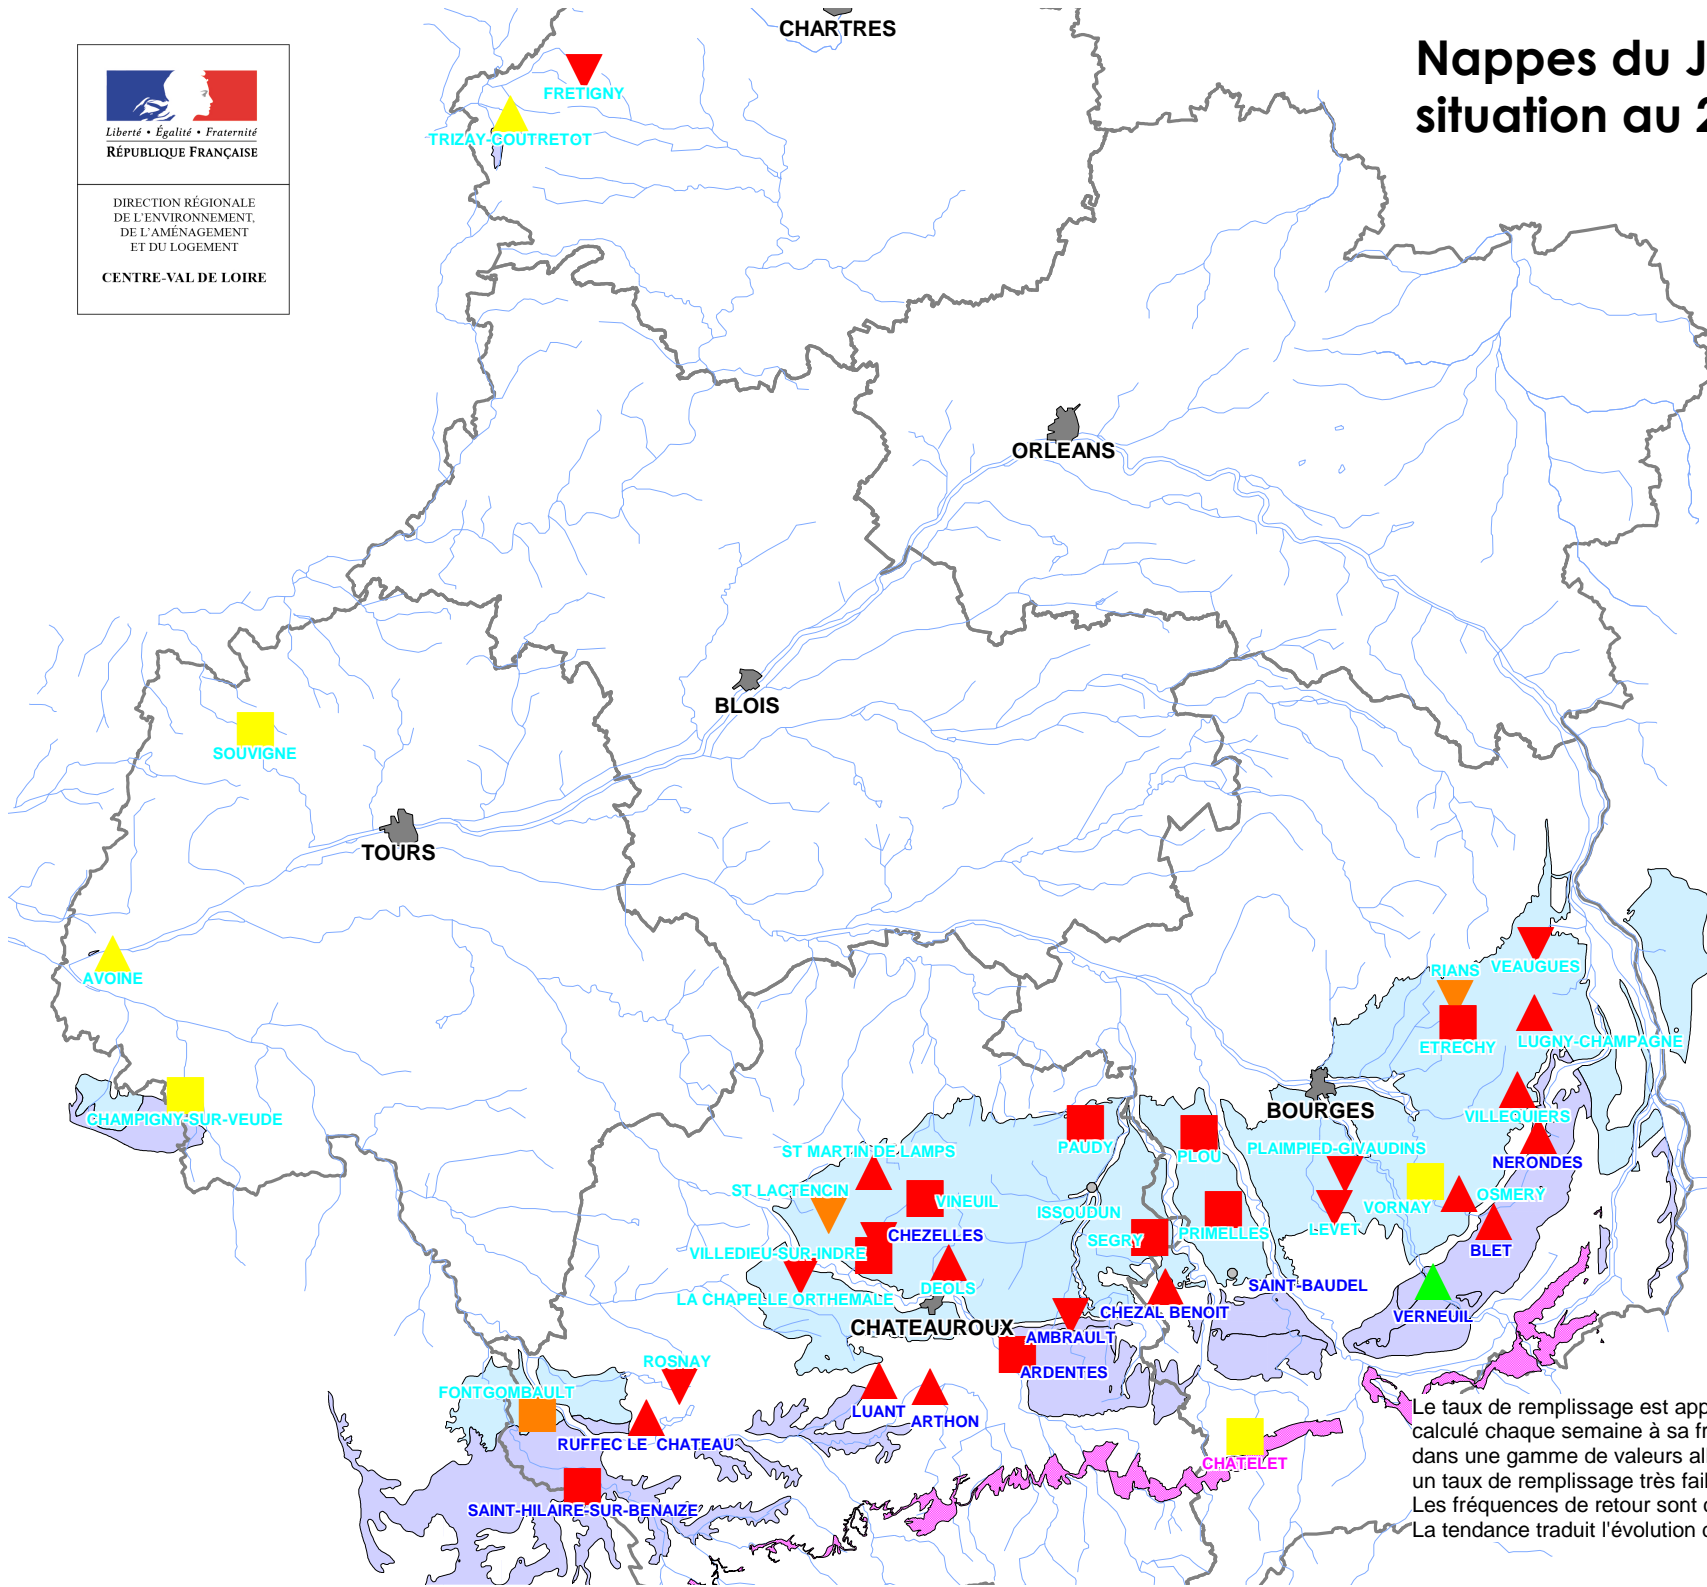 CHARTRES
Nappes du J
situation au 2
FRETIGNY
TRIZAY-COUTRETOT
Liberté • Égalité • Fraternité
RÉPUBLIQUE FRANÇAISE
DIRECTION RÉGIONALE
DE L'ENVIRONNEMENT,
DE L'AMÉNAGEMENT
ET DU LOGEMENT
CENTRE-VAL DE LOIRE
ORLEANS
BLOIS
SOUVIGNE
TOURS
AVOINE
RIANS
VEAUGUES
ETRECHY
LUGNY-CHAMPAGNE
CHAMPIGNY-SUR-VEUDE
BOURGES
VILLEQUIERS
ST MARTIN DE LAMPS
PAUDY
PLOU
PLAIMPIED-GIVAUDINS
NERONDES
ST LACTENCIN
VINEUIL
ISSOUDUN
VORNAY
OSMERY
CHEZELLES
SEGRY
PRIMELLES
LEVET
VILLEDIEU-SUR-INDRE
BLET
DEOLS
SAINT-BAUDEL
LA CHAPELLE ORTHEMALE
CHEZAL BENOIT
VERNEUIL
CHATEAUROUX
AMBRAULT
ROSNAY
ARDENTES
FONTGOMBAULT
LUANT
ARTHON
RUFFEC LE CHATEAU
CHATELET
SAINT-HILAIRE-SUR-BENAIZE
Le taux de remplissage est app
calculé chaque semaine à sa fr
dans une gamme de valeurs all
un taux de remplissage très faib
Les fréquences de retour sont c
La tendance traduit l'évolution d